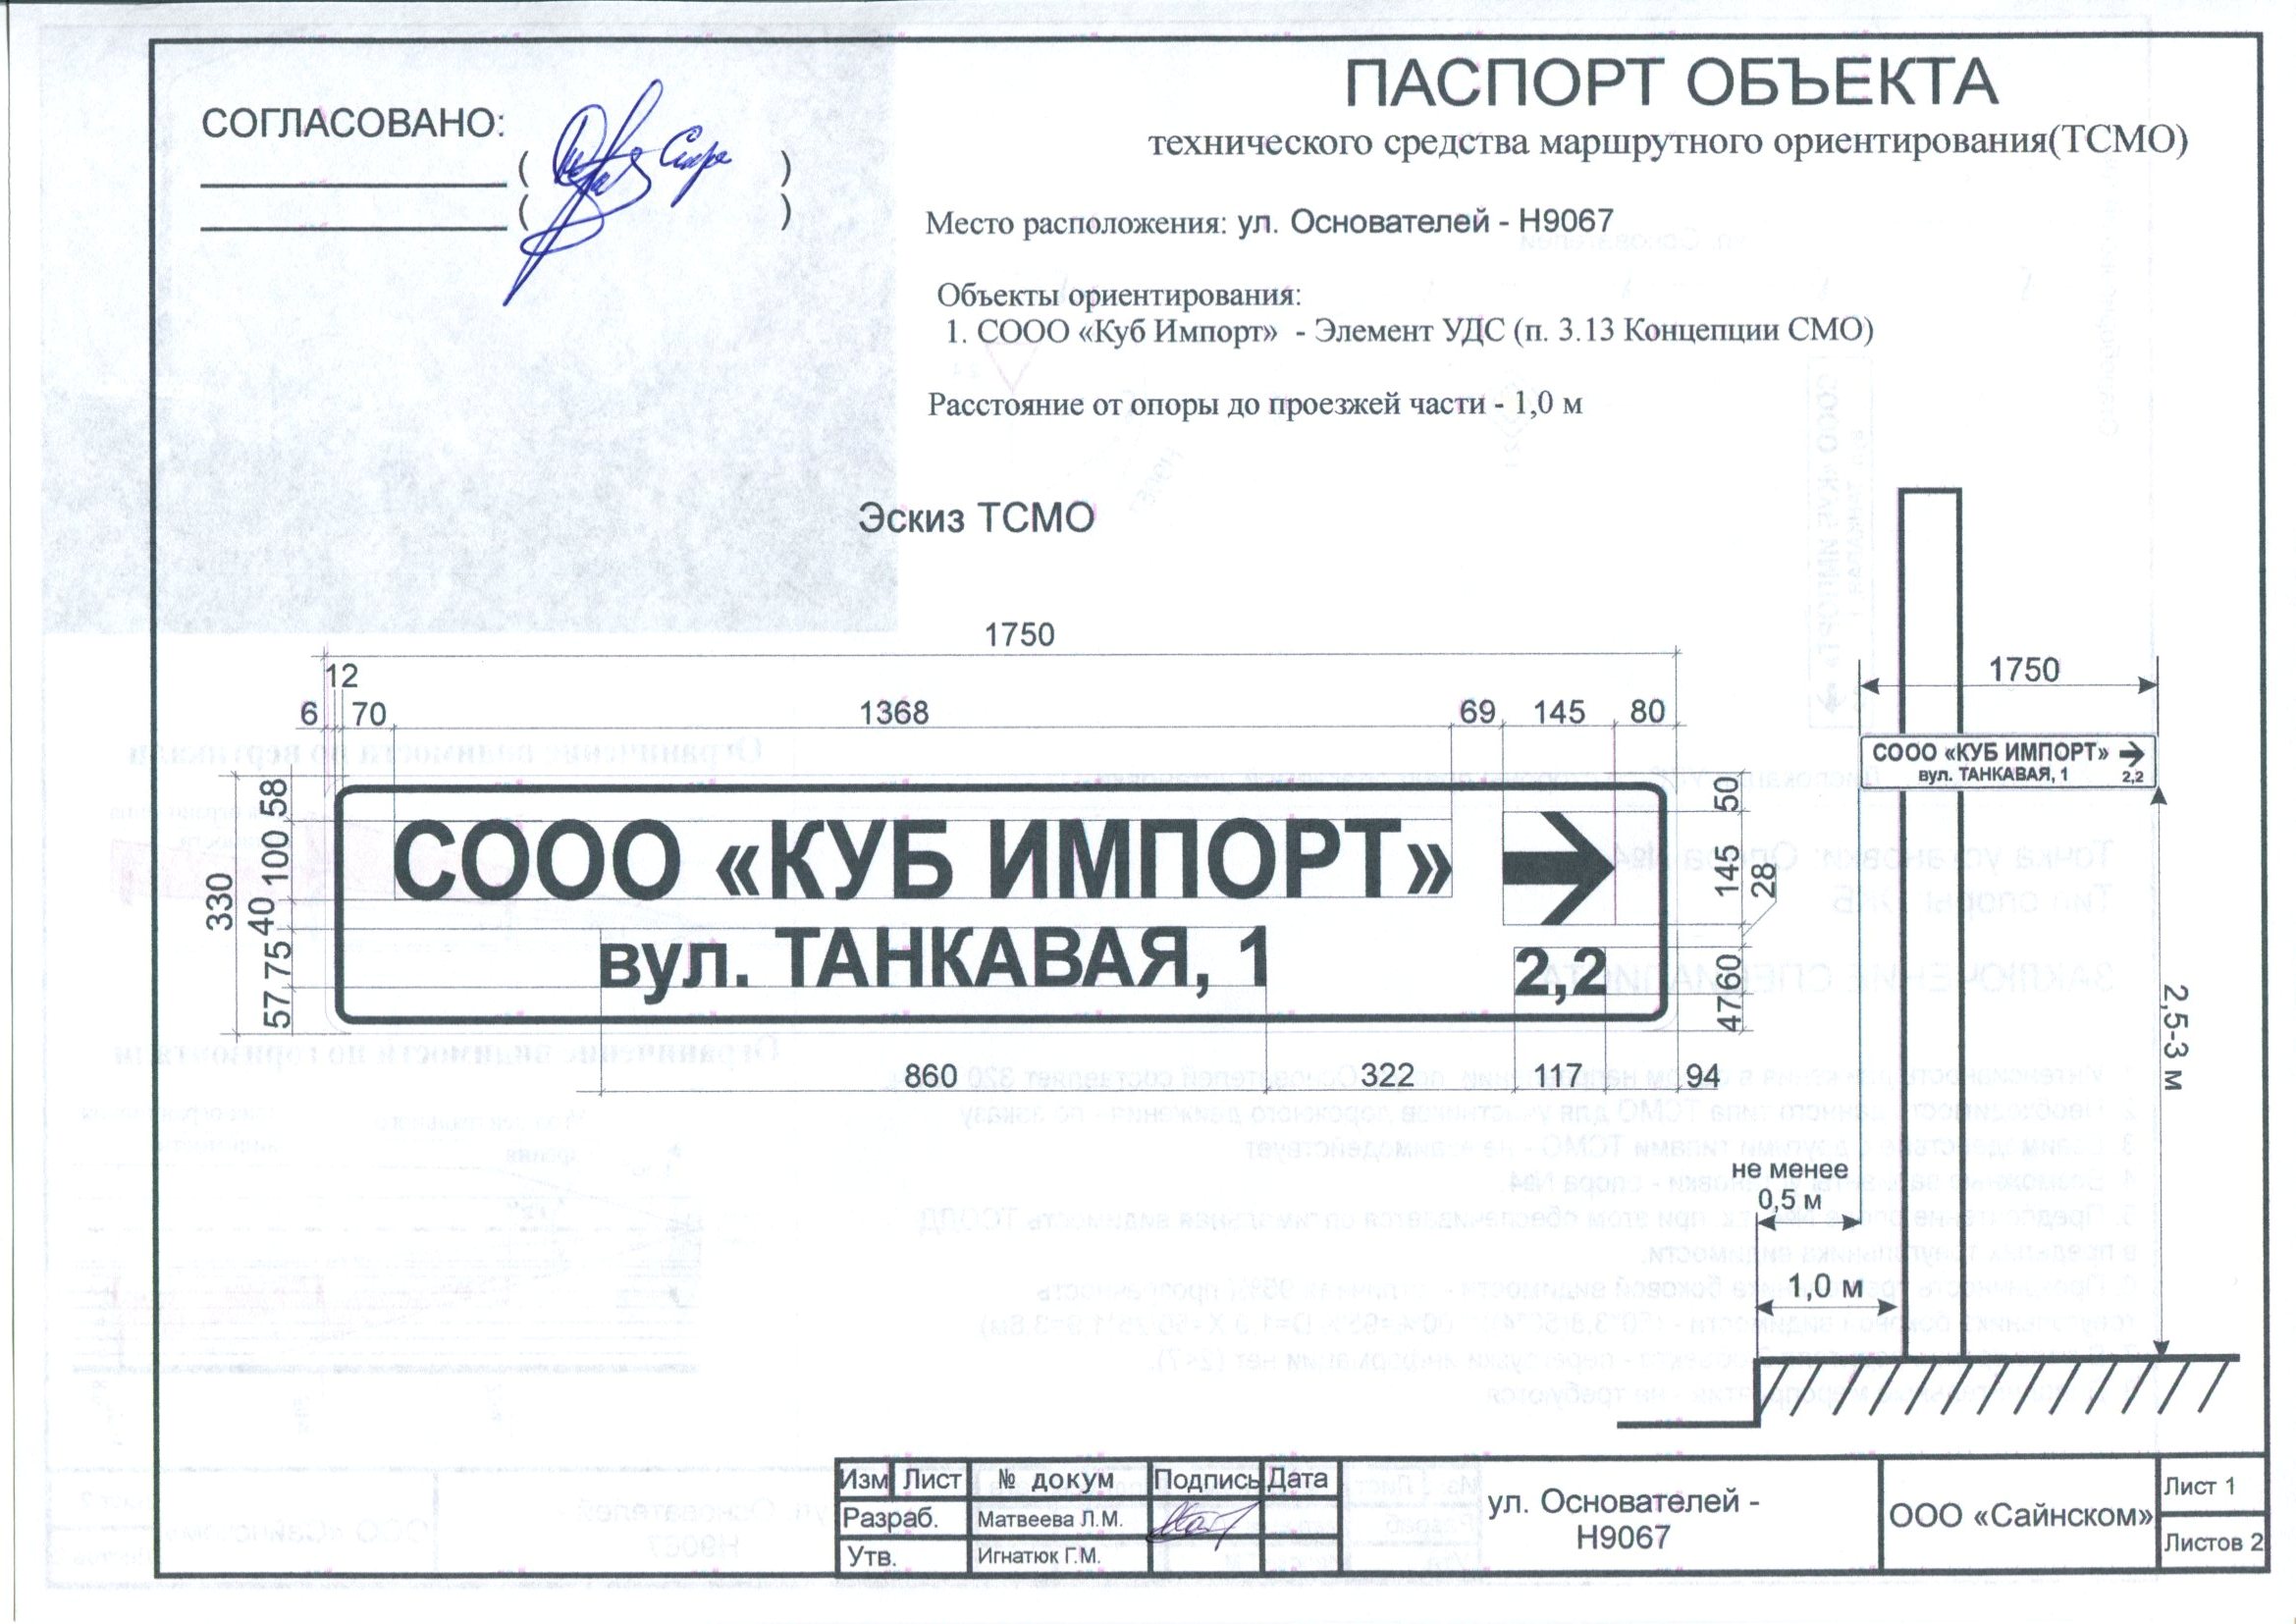 СОГЛАСОВАНО:
( )
( )
ПАСПОРТ ОБЪЕКТА
технического средства маршрутного ориентирования(ТСМО)
Место расположения: ул. Основателей - Н9067
Объекты ориентирования:
1. СООО «Куб Импорт» - Элемент УДС (п. 3.13 Концепции СМО)
Расстояние от опоры до проезжей части - 1,0 м
Эскиз ТСМО
1750
12
6 70 1368 69 145 80
330
58
100
40
75
57
СООО «КУБ ИМПОРТ»
вул. ТАНКАВАЯ, 1
2,2
50
145
28
60
47
860 322 117 94
1750
СООО «КУБ ИМПОРТ»
вул. ТАНКАВАЯ, 1 2,2
2,5-3 м
не менее
0,5 м
1,0 м
Изм Лист № докум Подпись Дата
Разраб. Матвеева Л.М.
Утв. Игнатюк Г.М.
ул. Основателей -
Н9067
ООО «Сайнском»
Лист 1
Листов 2